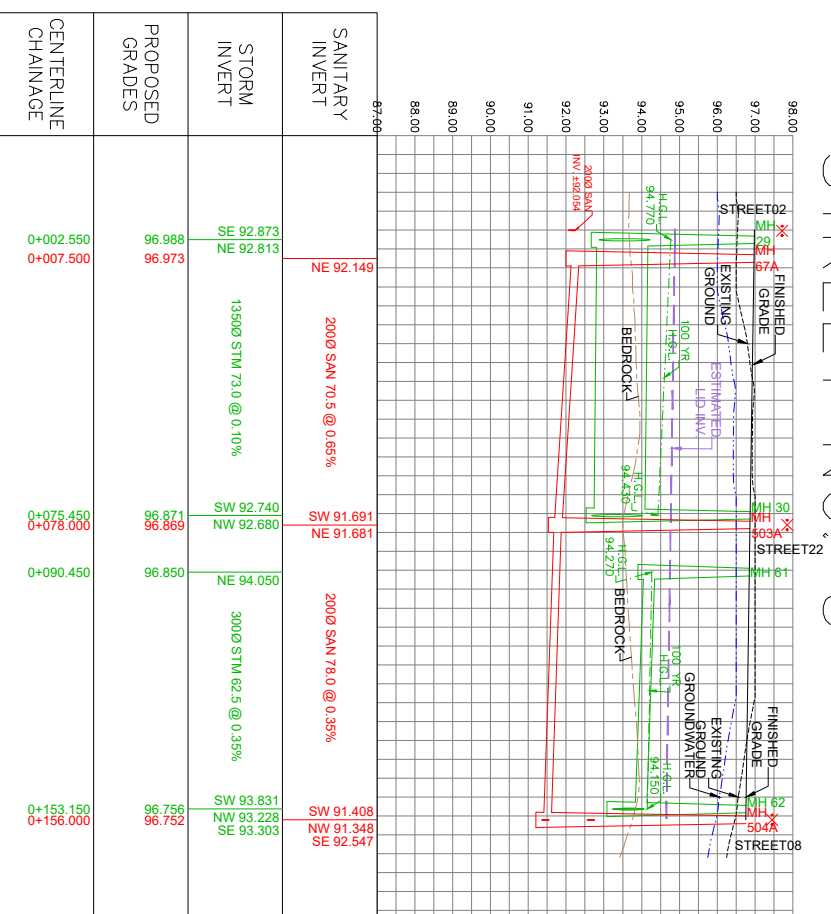 98.00
97.00
96.00
95.00
94.00
93.00
92.00
91.00
90.00
89.00
88.00
87.00
STREET02
MH
29
MH
67A
FINISHED
GRADE
EXISTING
GROUND
H.G.L
94.770
200Ø SAN
INV. ±92.054
100 YR
H.G.L
ESTIMATED
LID INV.
BEDROCK
H.G.L
94.430
MH 30
MH
503A
STREET22
MH 61
H.G.L
94.270
BEDROCK
100 YR
H.G.L
GROUNDWATER
EXISTING
GROUND
FINISHED
GRADE
H.G.L
94.150
MH 62
MH
504A
STREET08
SANITARY
INVERT
NE 92.149
200Ø SAN 70.5 @ 0.65%
SW 91.691
NE 91.681
200Ø SAN 78.0 @ 0.35%
SW 91.408
NW 91.348
SE 92.547
STORM
INVERT
SE 92.873
NE 92.813
1350Ø STM 73.0 @ 0.10%
SW 92.740
NW 92.680
NE 94.050
300Ø STM 62.5 @ 0.35%
SW 93.831
NW 93.228
SE 93.303
PROPOSED
GRADES
96.988
96.973
96.871
96.869
96.850
96.756
96.752
CENTERLINE
CHAINAGE
0+002.550
0+007.500
0+075.450
0+078.000
0+090.450
0+153.150
0+156.000